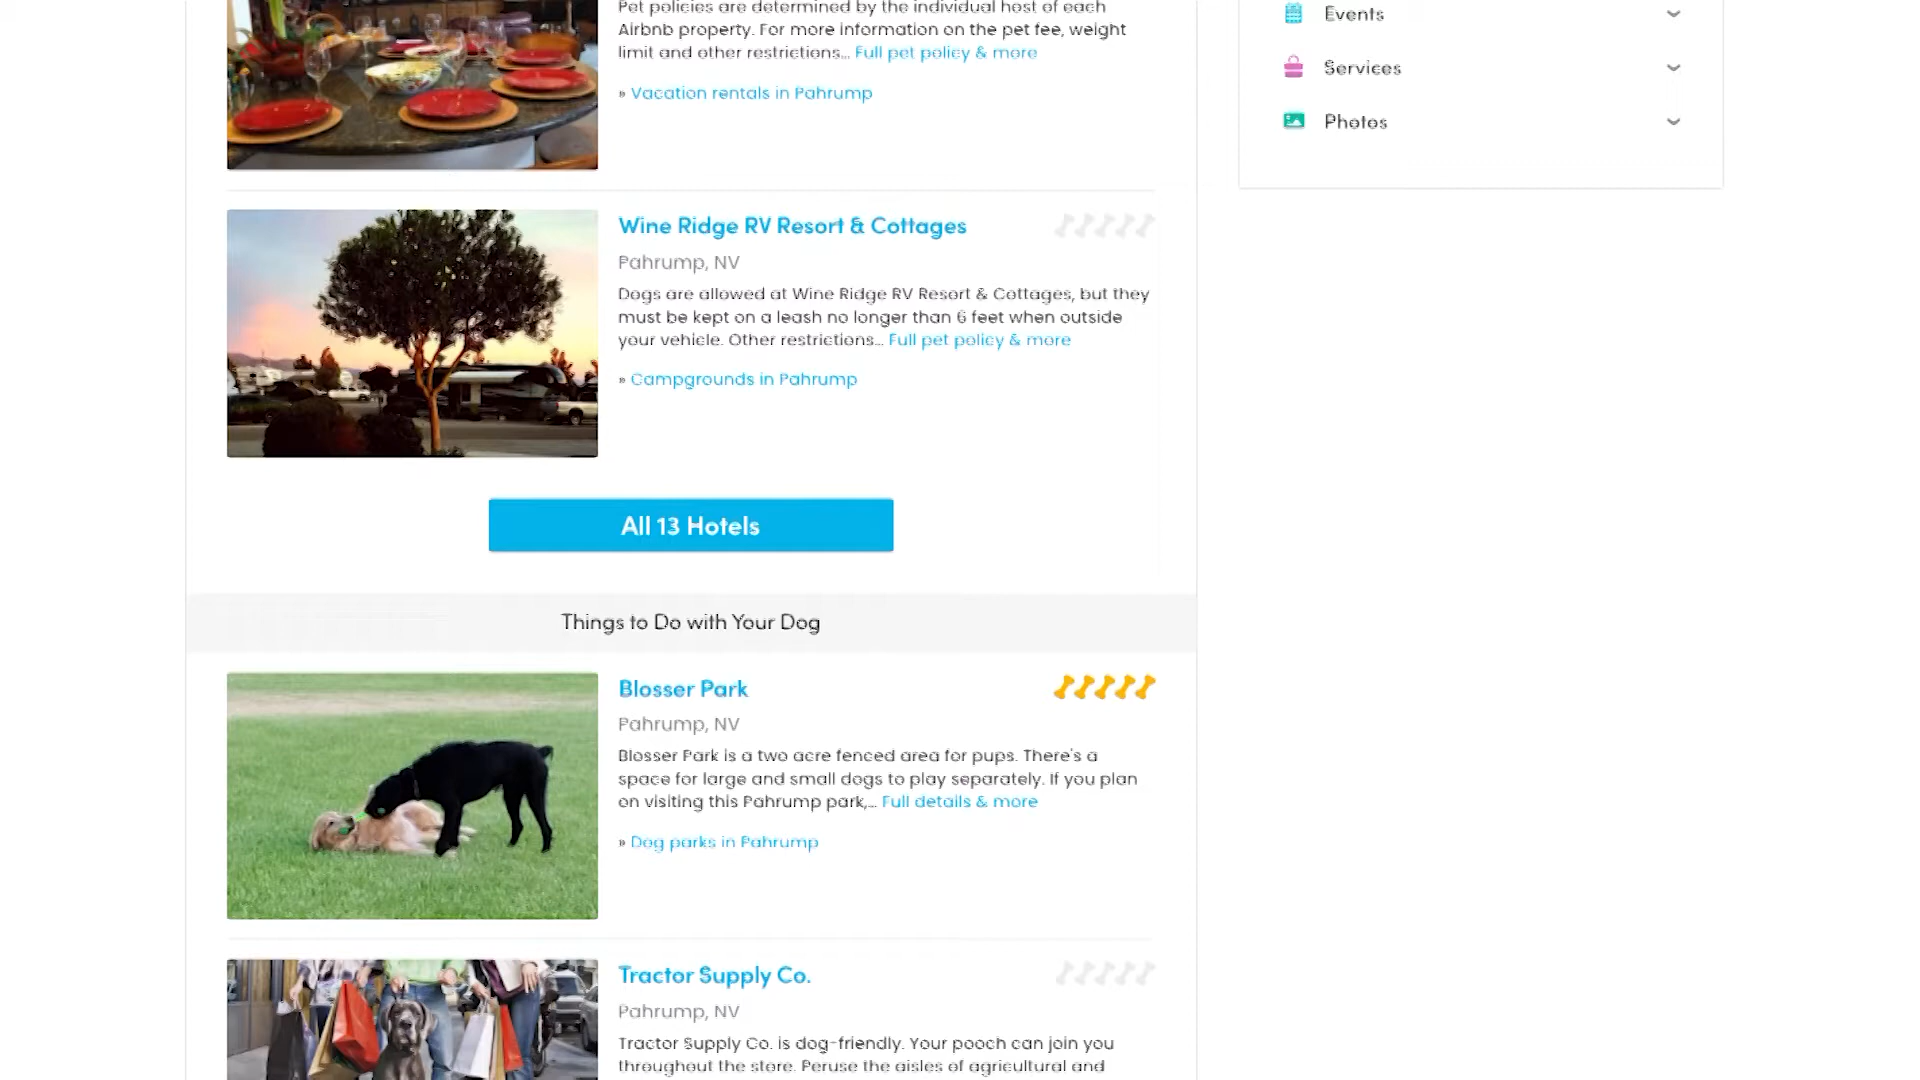 Pet policies are determined by the individual host of each
Airbnb property. For more information on the pet fee, weight
limit and other restrictions... Full pet policy & more
» Vacation rentals in Pahrump
Wine Ridge RV Resort & Cottages
Pahrump, NV
Dogs are allowed at Wine Ridge RV Resort & Cottages, but they
must be kept on a leash no longer than 6 feet when outside
your vehicle. Other restrictions... Full pet policy & more
» Campgrounds in Pahrump
All 13 Hotels
Things to Do with Your Dog
Blosser Park
Pahrump, NV
Blosser Park is a two acre fenced area for pups. There's a
space for large and small dogs to play separately. If you plan
on visiting this Pahrump park,... Full details & more
» Dog parks in Pahrump
Tractor Supply Co.
Pahrump, NV
Tractor Supply Co. is dog-friendly. Your pooch can join you
throughout the store. Peruse the aisles of agricultural and
Events
Services
Photos